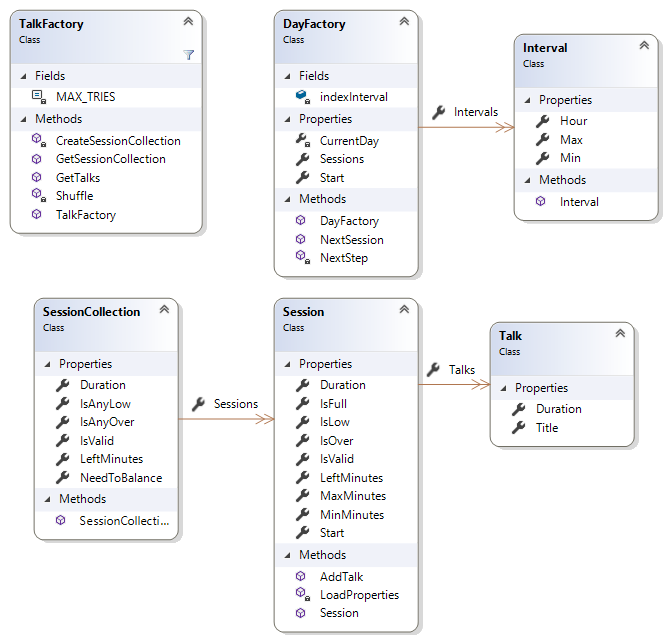 TalkFactory
Class
Fields
MAX_TRIES
Methods
CreateSessionCollection
GetSessionCollection
GetTalks
Shuffle
TalkFactory
DayFactory
Class
Fields
indexInterval
Properties
CurrentDay
Sessions
Start
Methods
DayFactory
NextSession
NextStep
Intervals
Interval
Class
Properties
Hour
Max
Min
Methods
Interval
SessionCollection
Class
Properties
Duration
IsAnyLow
IsAnyOver
IsValid
LeftMinutes
NeedToBalance
Methods
SessionCollecti...
Sessions
Session
Class
Properties
Duration
IsFull
IsLow
IsOver
IsValid
LeftMinutes
MaxMinutes
MinMinutes
Start
Methods
AddTalk
LoadProperties
Session
Talks
Talk
Class
Properties
Duration
Title